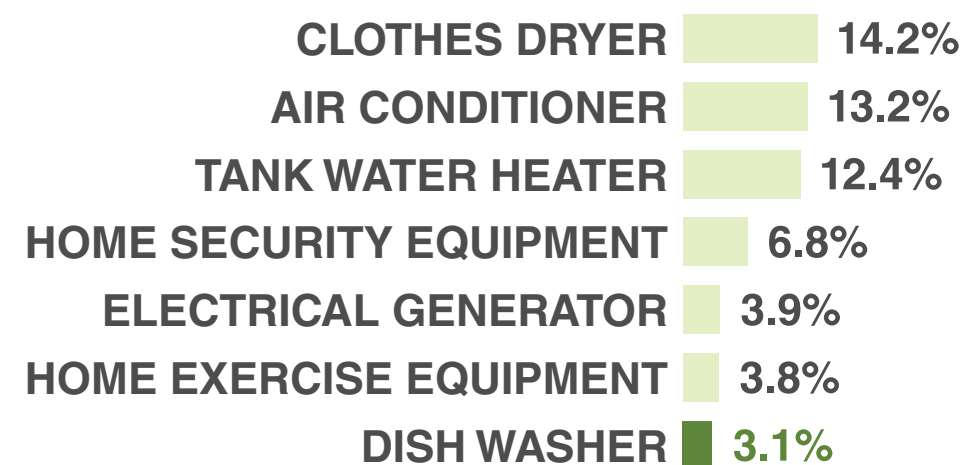 CLOTHES DRYER 14.2%
AIR CONDITIONER 13.2%
TANK WATER HEATER 12.4%
HOME SECURITY EQUIPMENT 6.8%
ELECTRICAL GENERATOR 3.9%
HOME EXERCISE EQUIPMENT 3.8%
DISH WASHER 3.1%